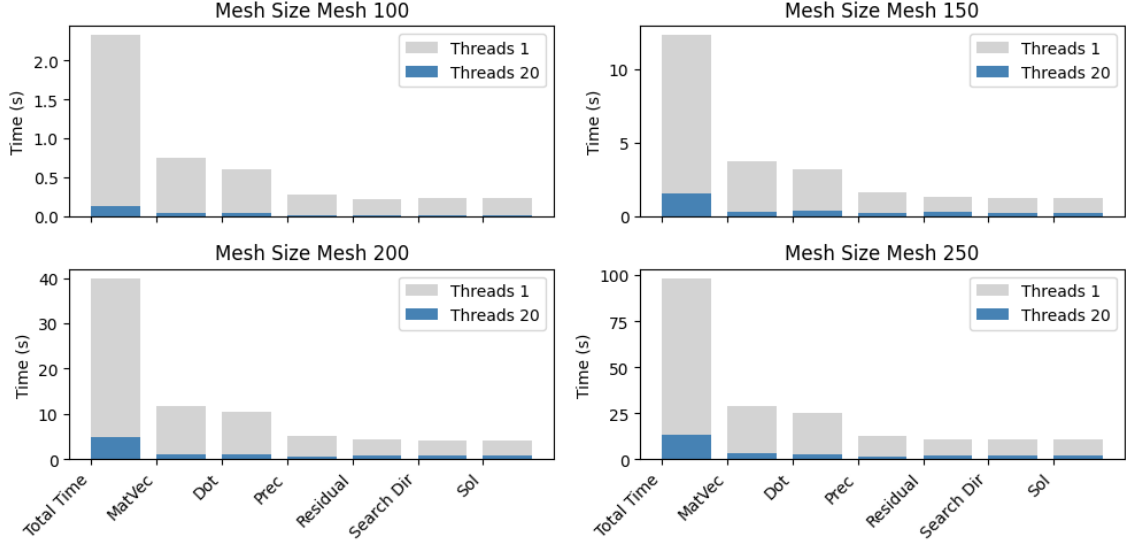 Mesh Size Mesh 100
Time (s)
2.0
1.5
1.0
0.5
0.0
Threads 1
Threads 20
Mesh Size Mesh 150
Time (s)
10
5
0
Threads 1
Threads 20
Mesh Size Mesh 200
Time (s)
40
30
20
10
0
Threads 1
Threads 20
Total Time
MatVec
Dot
Prec
Residual
Search Dir
Sol
Mesh Size Mesh 250
Time (s)
100
75
50
25
0
Threads 1
Threads 20
Total Time
MatVec
Dot
Prec
Residual
Search Dir
Sol